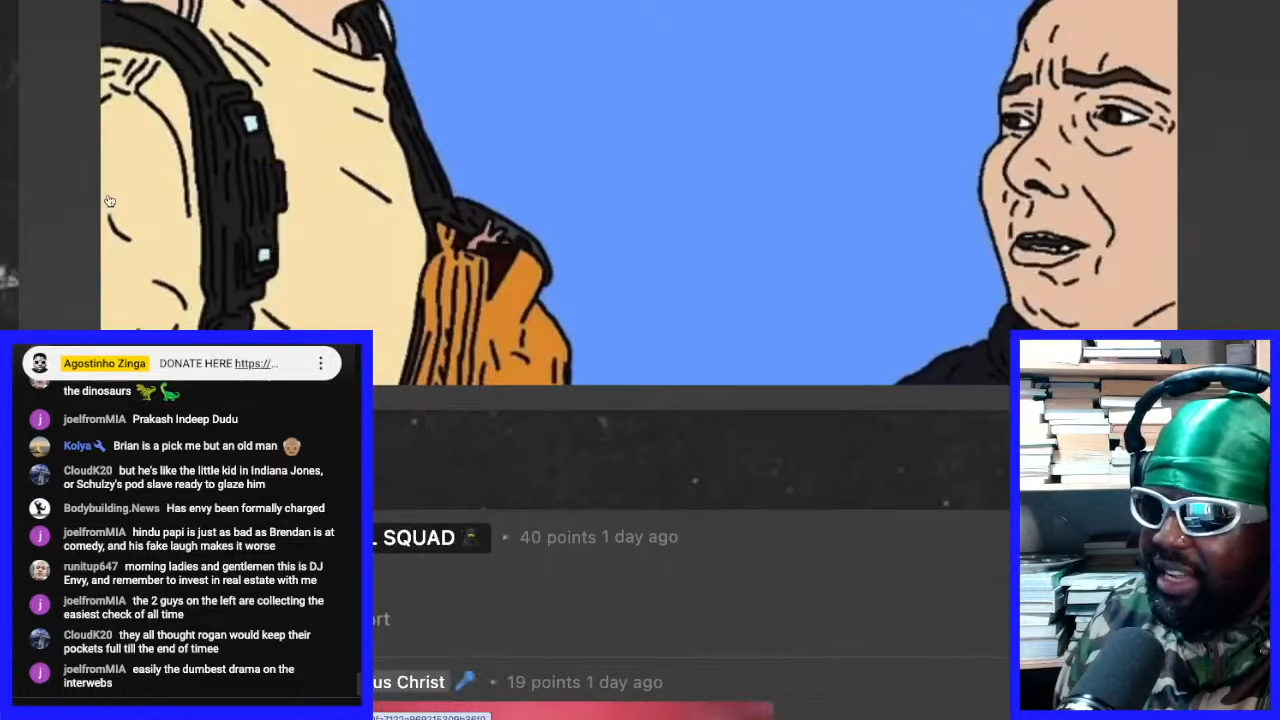 Agostinho Zinga DONATE HERE https://...
the dinosaurs 🦖 🦕
joelfromMIA Prakash Indeep Dudu
Koiya Brian is a pick me but an old man 👴🏽
CloudK20 but he's like the little kid in Indiana Jones,
or Schulzy's pod slave ready to glaze him
Bodybuilding.News Has envy been formally charged
joelfromMIA hindu papi is just as bad as Brendan is at
comedy, and his fake laugh makes it worse
runitup647 morning ladies and gentlemen this is DJ
Envy, and remember to invest in real estate with me
joelfromMIA the 2 guys on the left are collecting the
easiest check of all time
CloudK20 they all thought rogan would keep their
pockets full till the end of timee
joelfromMIA easily the dumbest drama on the
interwebs
SQUAD • 40 points 1 day ago
us Christ 🎤 • 19 points 1 day ago